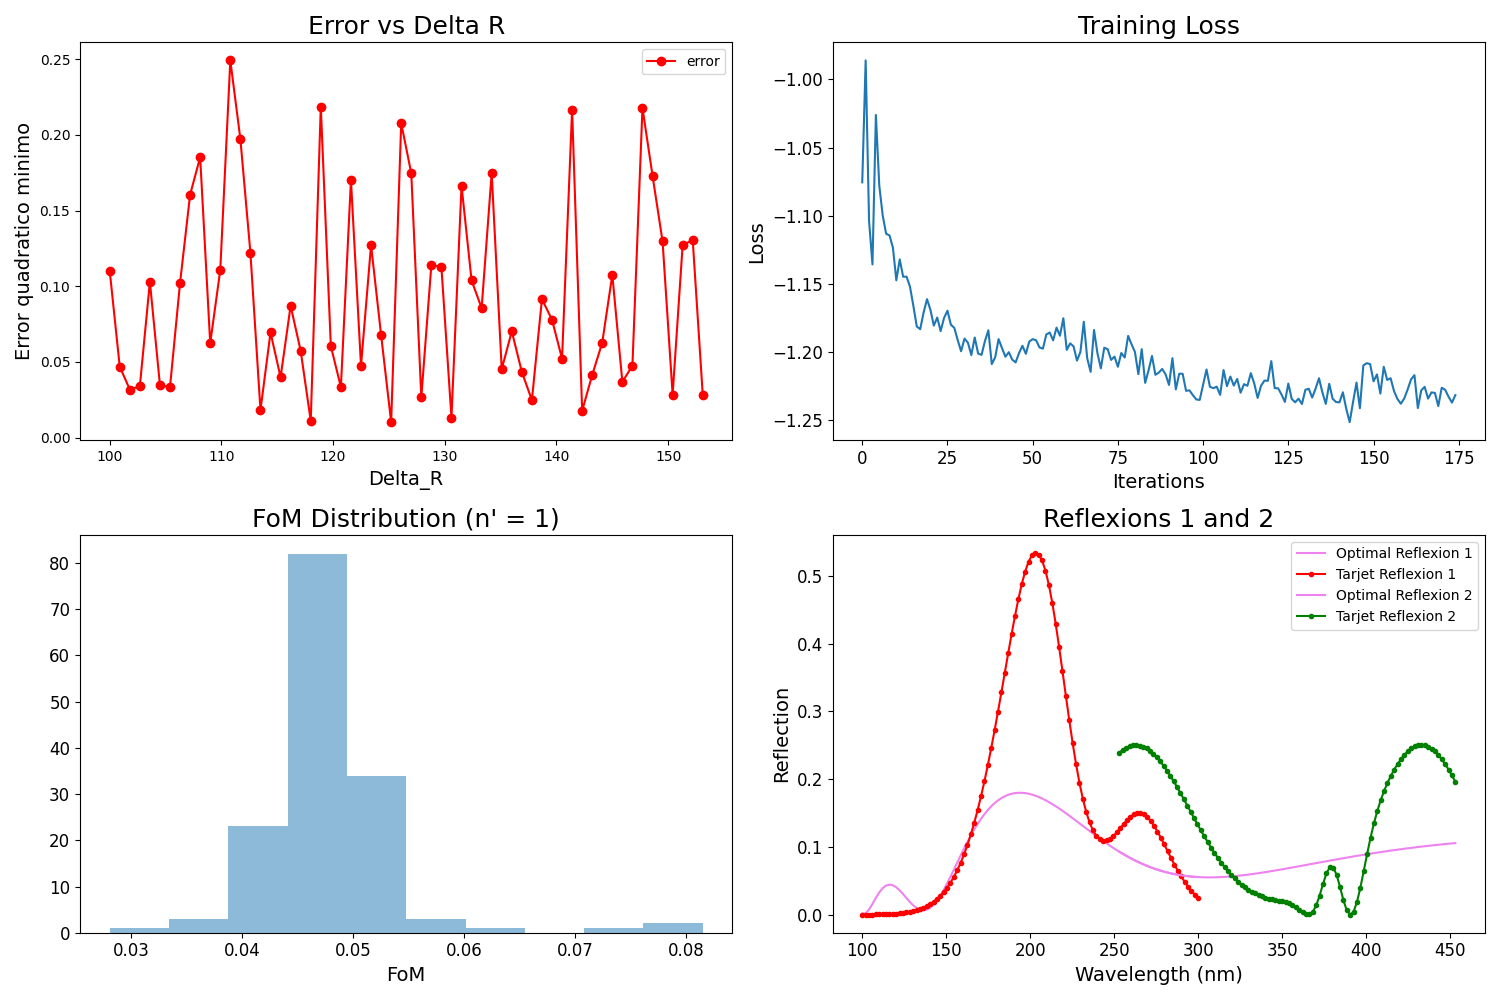 Error vs Delta R
error
Error quadratico minimo
0.25
0.20
0.15
0.10
0.05
0.00
100 110 120 130 140 150
Delta_R
Training Loss
Loss
−1.00
−1.05
−1.10
−1.15
−1.20
−1.25
0 25 50 75 100 125 150 175
Iterations
FoM Distribution (n' = 1)
80
70
60
50
40
30
20
10
0
0.03 0.04 0.05 0.06 0.07 0.08
FoM
Reflexions 1 and 2
Optimal Reflexion 1
Tarjet Reflexion 1
Optimal Reflexion 2
Tarjet Reflexion 2
Reflection
0.5
0.4
0.3
0.2
0.1
0.0
100 150 200 250 300 350 400 450
Wavelength (nm)